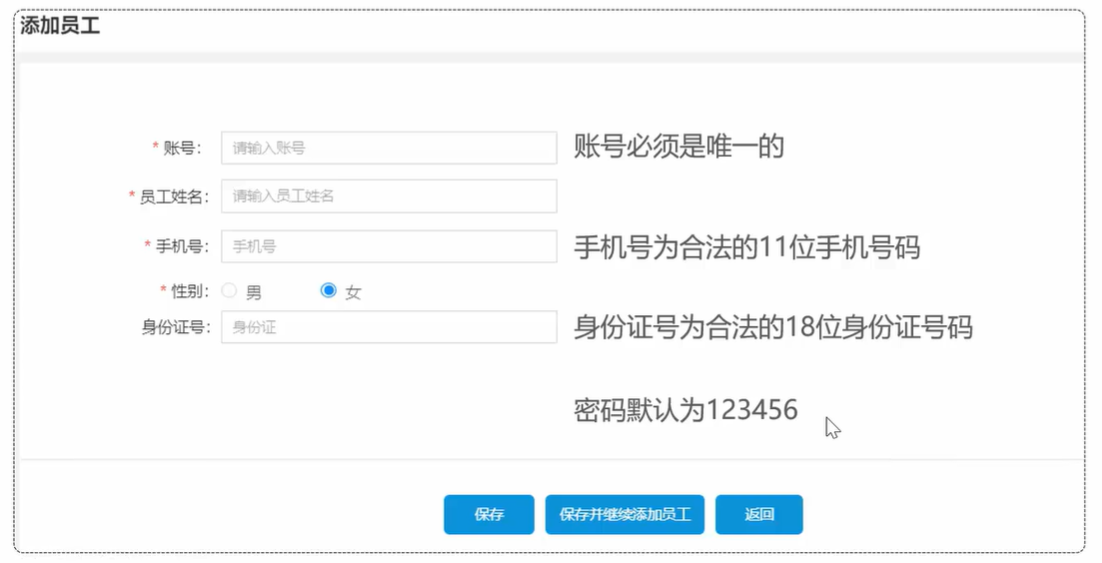 添加员工
* 账号： 请输入账号 账号必须是唯一的
* 员工姓名： 请输入员工姓名
* 手机号： 手机号 手机号为合法的11位手机号码
* 性别： 男 女
身份证号： 身份证 身份证号为合法的18位身份证号码
密码默认为123456
保存 保存并继续添加员工 返回